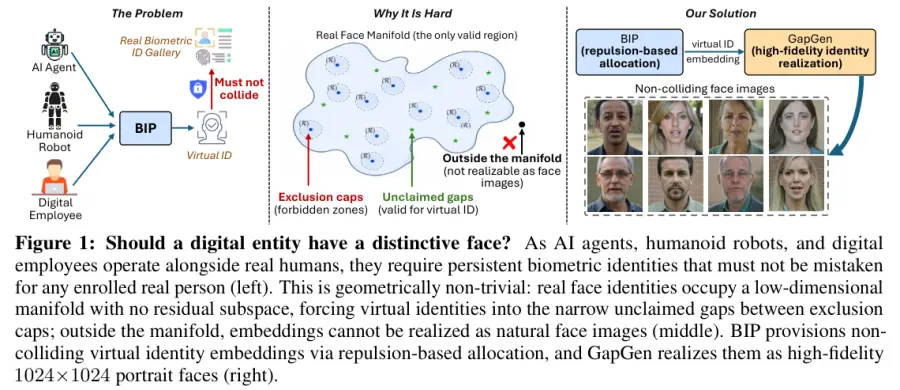 The Problem
AI Agent
Humanoid
Robot
Digital
Employee
BIP
Real Biometric
ID Gallery
Must not
collide
Virtual ID
Why It Is Hard
Real Face Manifold (the only valid region)
Outside the manifold
(not realizable as face
images)
Exclusion caps
(forbidden zones)
Unclaimed gaps
(valid for virtual ID)
Our Solution
BIP
(repulsion-based
allocation)
virtual ID
embedding
GapGen
(high-fidelity identity
realization)
Non-colliding face images
Figure 1: Should a digital entity have a distinctive face? As AI agents, humanoid robots, and digital
employees operate alongside real humans, they require persistent biometric identities that must not be mistaken
for any enrolled real person (left). This is geometrically non-trivial: real face identities occupy a low-dimensional
manifold with no residual subspace, forcing virtual identities into the narrow unclaimed gaps between exclusion
caps; outside the manifold, embeddings cannot be realized as natural face images (middle). BIP provisions non-
colliding virtual identity embeddings via repulsion-based allocation, and GapGen realizes them as high-fidelity
1024×1024 portrait faces (right).